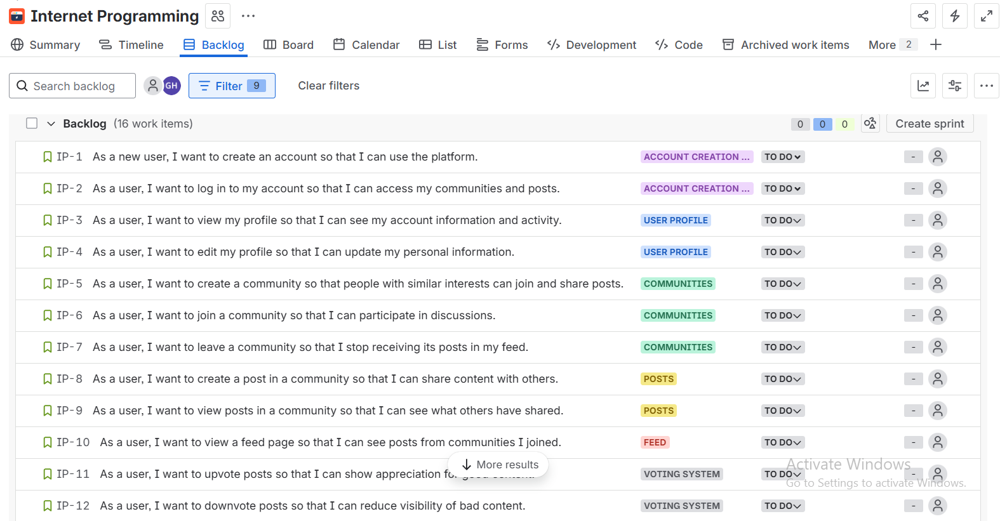 Internet Programming
Summary Timeline Backlog Board Calendar List Forms Development Code Archived work items More 2
Search backlog GH Filter 9 Clear filters
Backlog (16 work items) 0 0 0 Create sprint
IP-1 As a new user, I want to create an account so that I can use the platform. ACCOUNT CREATION ... TO DO -
IP-2 As a user, I want to log in to my account so that I can access my communities and posts. ACCOUNT CREATION ... TO DO -
IP-3 As a user, I want to view my profile so that I can see my account information and activity. USER PROFILE TO DO -
IP-4 As a user, I want to edit my profile so that I can update my personal information. USER PROFILE TO DO -
IP-5 As a user, I want to create a community so that people with similar interests can join and share posts. COMMUNITIES TO DO -
IP-6 As a user, I want to join a community so that I can participate in discussions. COMMUNITIES TO DO -
IP-7 As a user, I want to leave a community so that I stop receiving its posts in my feed. COMMUNITIES TO DO -
IP-8 As a user, I want to create a post in a community so that I can share content with others. POSTS TO DO -
IP-9 As a user, I want to view posts in a community so that I can see what others have shared. POSTS TO DO -
IP-10 As a user, I want to view a feed page so that I can see posts from communities I joined. FEED TO DO -
More results
Activate Windows
IP-11 As a user, I want to upvote posts so that I can show appreciation for good content. VOTING SYSTEM TO DO -
Go to Settings to activate Windows.
IP-12 As a user, I want to downvote posts so that I can reduce visibility of bad content. VOTING SYSTEM TO DO -